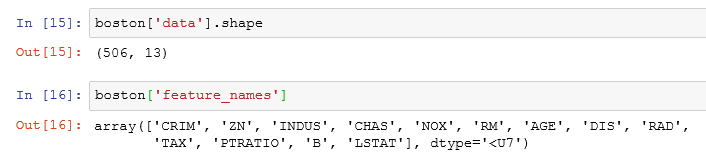 In [15]: boston['data'].shape
Out[15]: (506, 13)
In [16]: boston['feature_names']
Out[16]: array(['CRIM', 'ZN', 'INDUS', 'CHAS', 'NOX', 'RM', 'AGE', 'DIS', 'RAD',
'TAX', 'PTRATIO', 'B', 'LSTAT'], dtype='<U7')